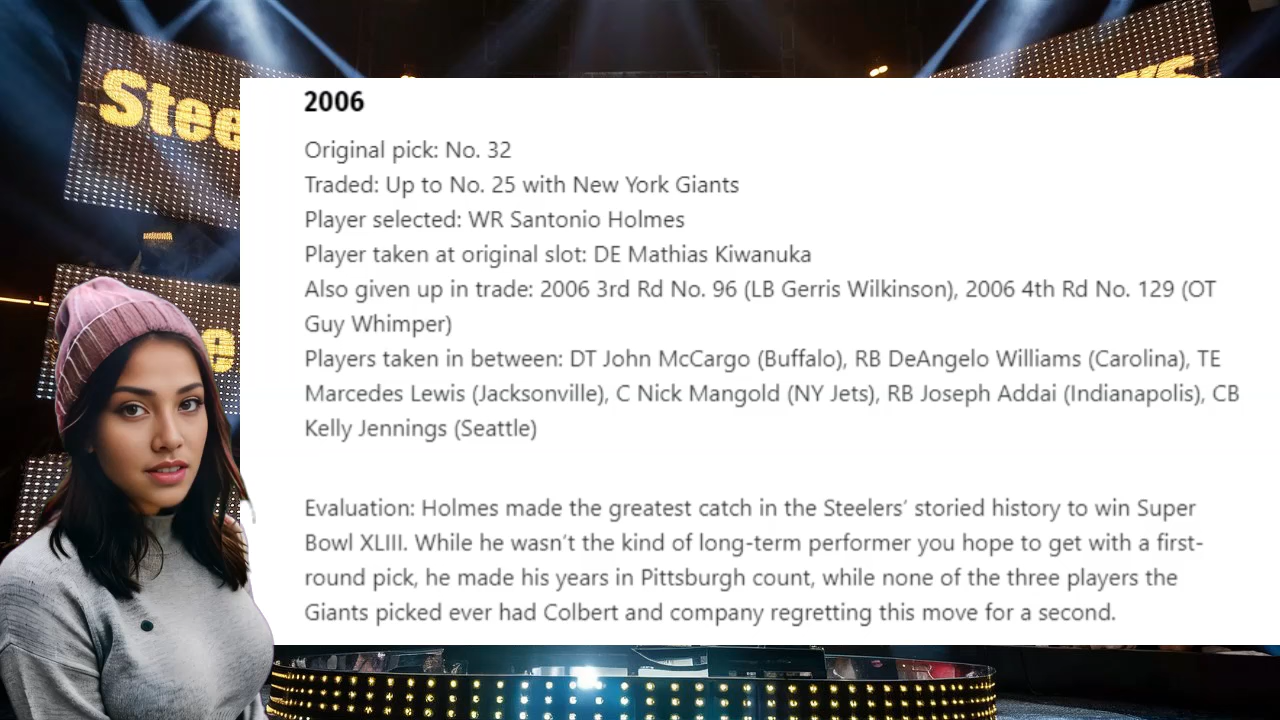 Stee
2006
Original pick: No. 32
Traded: Up to No. 25 with New York Giants
Player selected: WR Santonio Holmes
Player taken at original slot: DE Mathias Kiwanuka
Also given up in trade: 2006 3rd Rd No. 96 (LB Gerris Wilkinson), 2006 4th Rd No. 129 (OT
Guy Whimper)
Players taken in between: DT John McCargo (Buffalo), RB DeAngelo Williams (Carolina), TE
Marcedes Lewis (Jacksonville), C Nick Mangold (NY Jets), RB Joseph Addai (Indianapolis), CB
Kelly Jennings (Seattle)
Evaluation: Holmes made the greatest catch in the Steelers’ storied history to win Super
Bowl XLIII. While he wasn’t the kind of long-term performer you hope to get with a first-
round pick, he made his years in Pittsburgh count, while none of the three players the
Giants picked ever had Colbert and company regretting this move for a second.